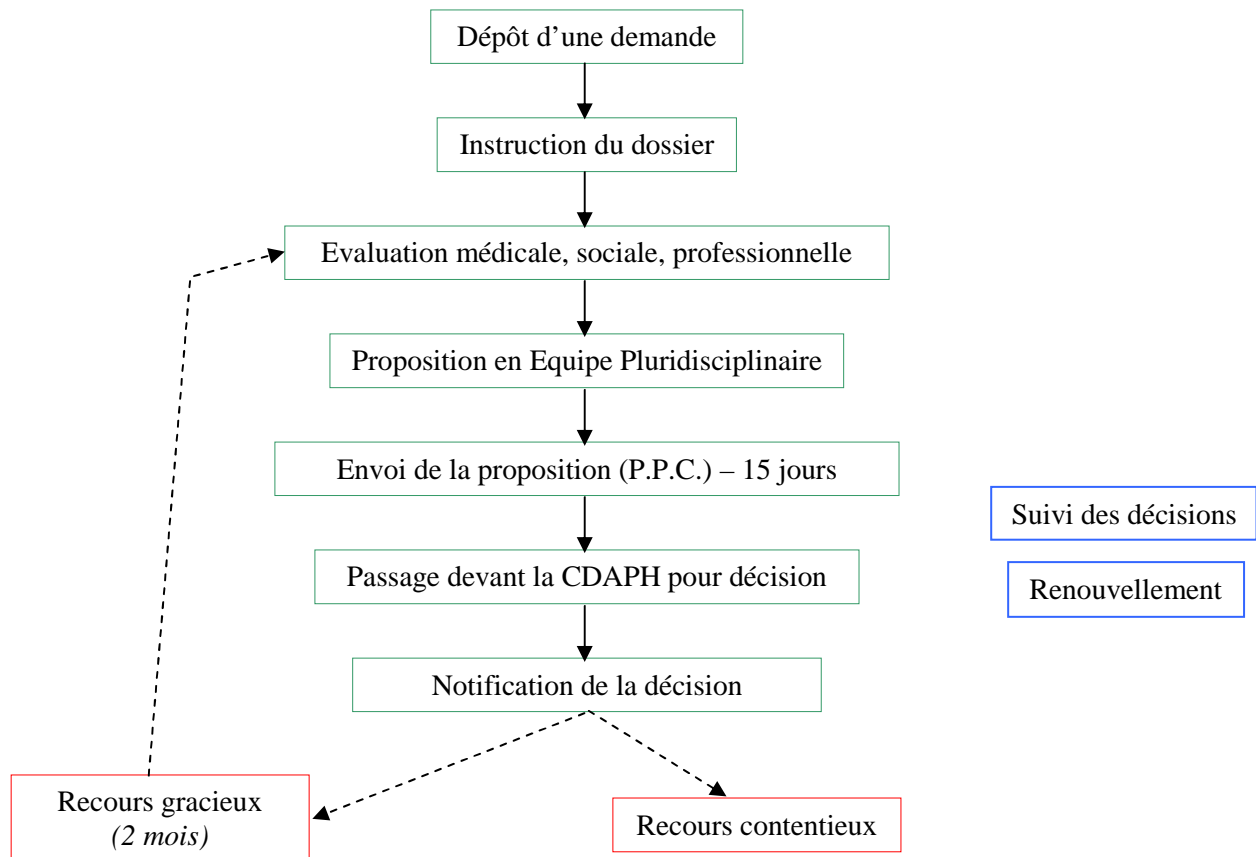 Dépôt d’une demande
Instruction du dossier
Evaluation médicale, sociale, professionnelle
Proposition en Equipe Pluridisciplinaire
Envoi de la proposition (P.P.C.) – 15 jours
Suivi des décisions
Passage devant la CDAPH pour décision
Renouvellement
Notification de la décision
Recours gracieux
(2 mois)
Recours contentieux